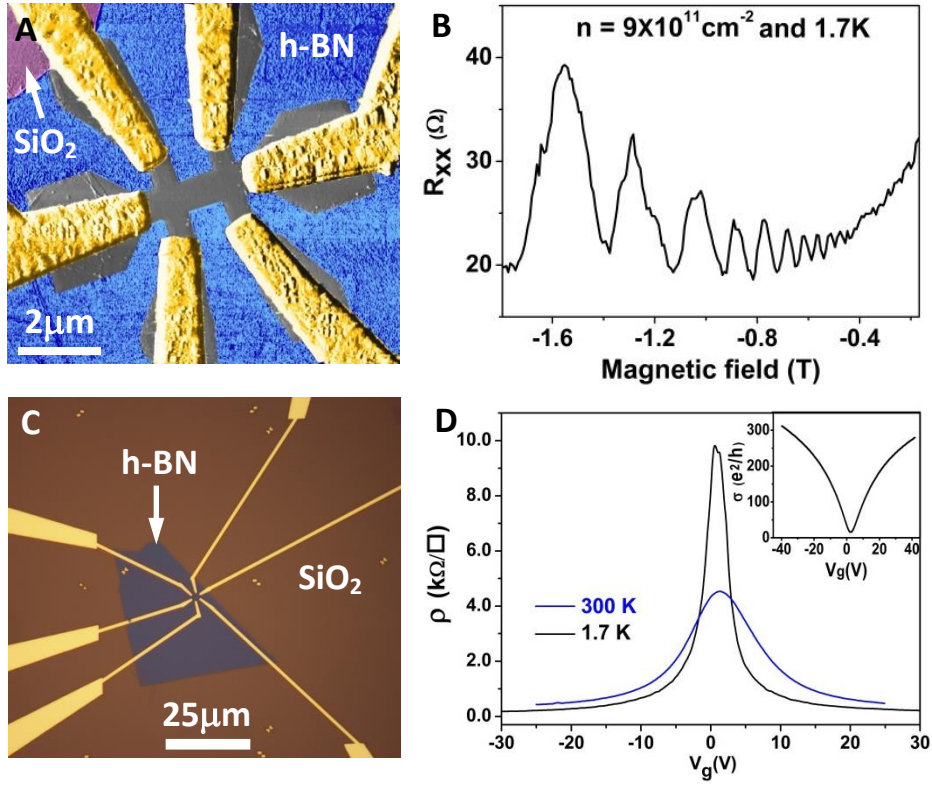 A
h-BN
SiO₂
2μm
B
n = 9X10¹¹cm⁻² and 1.7K
40
30
20
Rxx (Ω)
-1.6
-1.2
-0.8
-0.4
Magnetic field (T)
C
h-BN
SiO₂
25μm
D
10.0
8.0
6.0
4.0
2.0
0.0
ρ (kΩ/□)
300 K
1.7 K
-30
-20
-10
0
10
20
30
Vg(V)
300
200
100
0
σ (e²/h)
-40
-20
0
20
40
Vg(V)